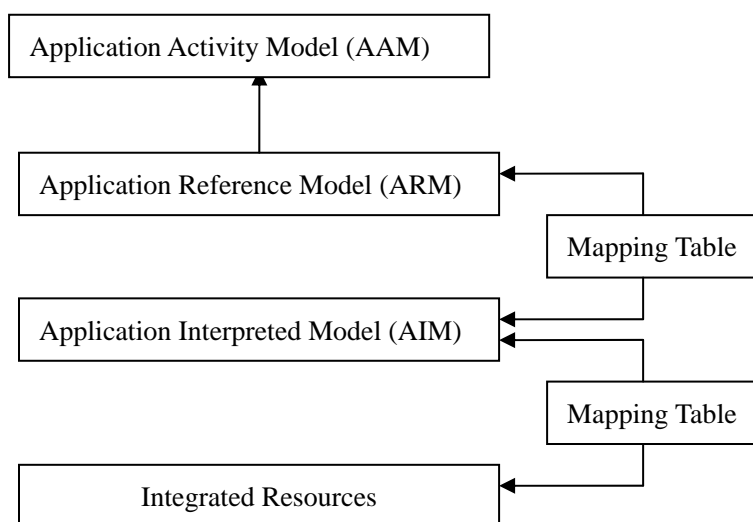 Application Activity Model (AAM)
Application Reference Model (ARM)
Mapping Table
Application Interpreted Model (AIM)
Mapping Table
Integrated Resources